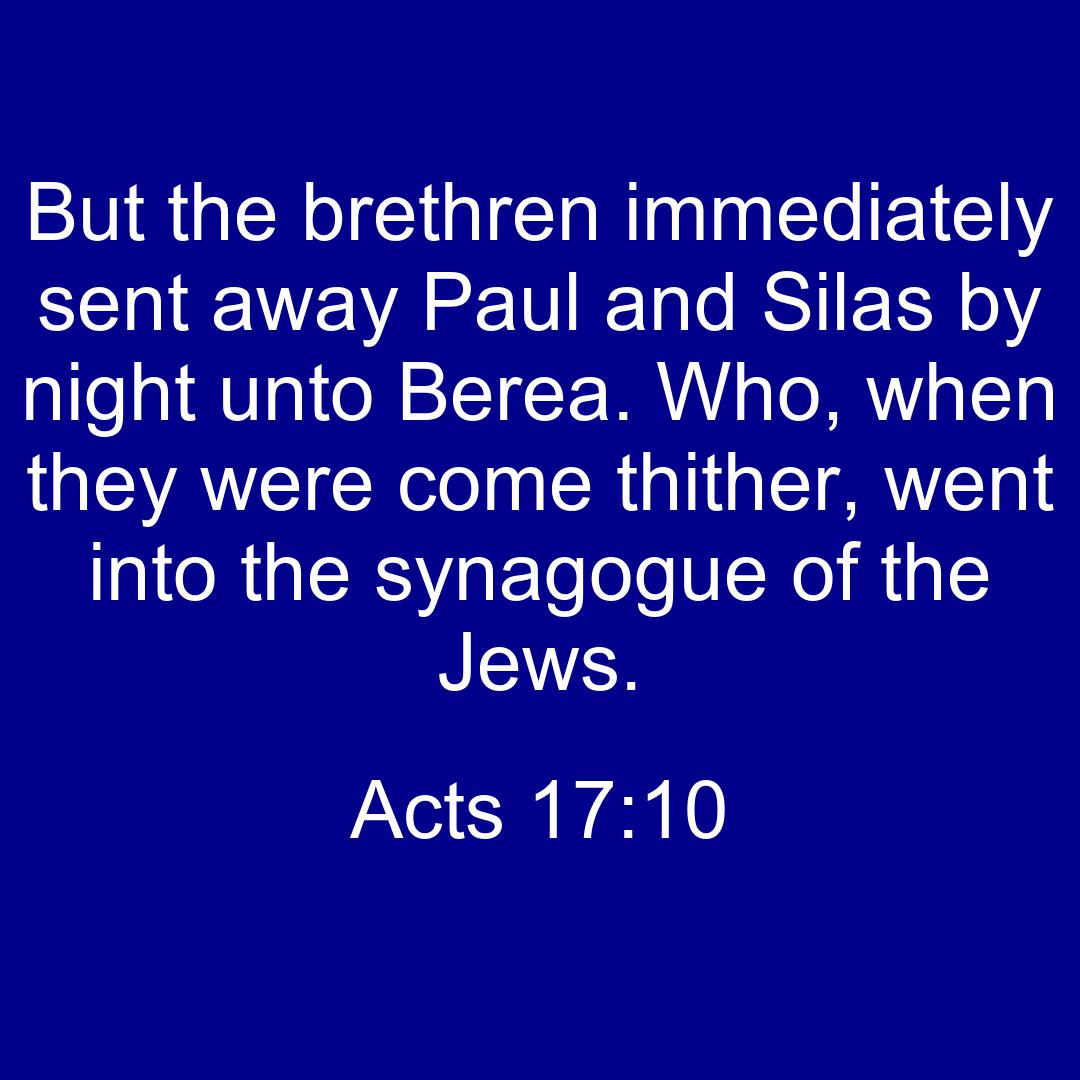 But the brethren immediately
sent away Paul and Silas by
night unto Berea. Who, when
they were come thither, went
into the synagogue of the
Jews.
Acts 17:10